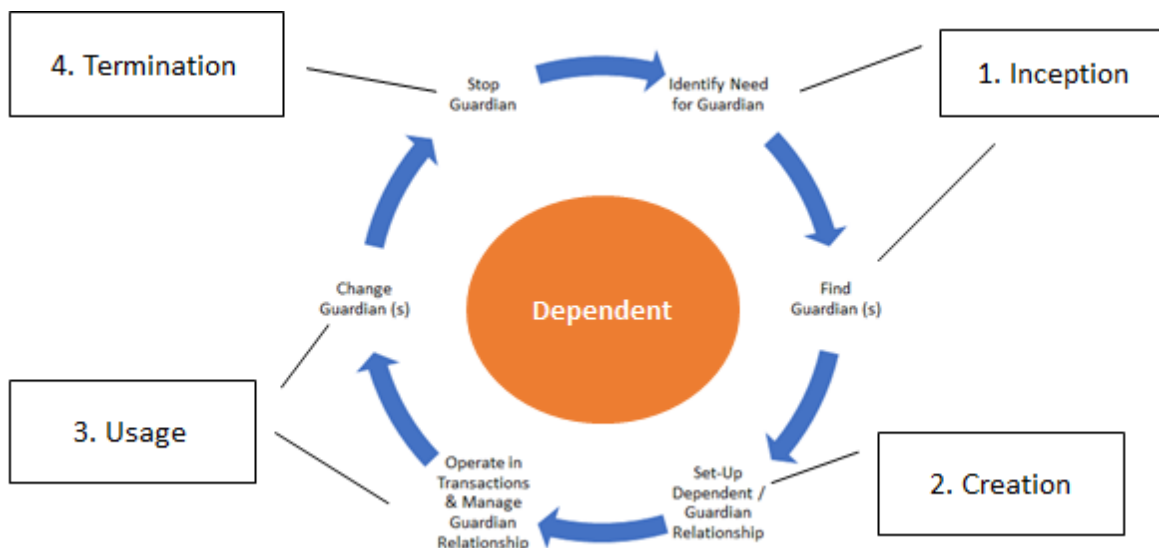 4. Termination
1. Inception
Stop
Guardian
Identify Need
for Guardian
Change
Guardian (s)
Dependent
Find
Guardian (s)
3. Usage
Operate in
Transactions
& Manage
Guardian
Relationship
Set-Up
Dependent /
Guardian
Relationship
2. Creation